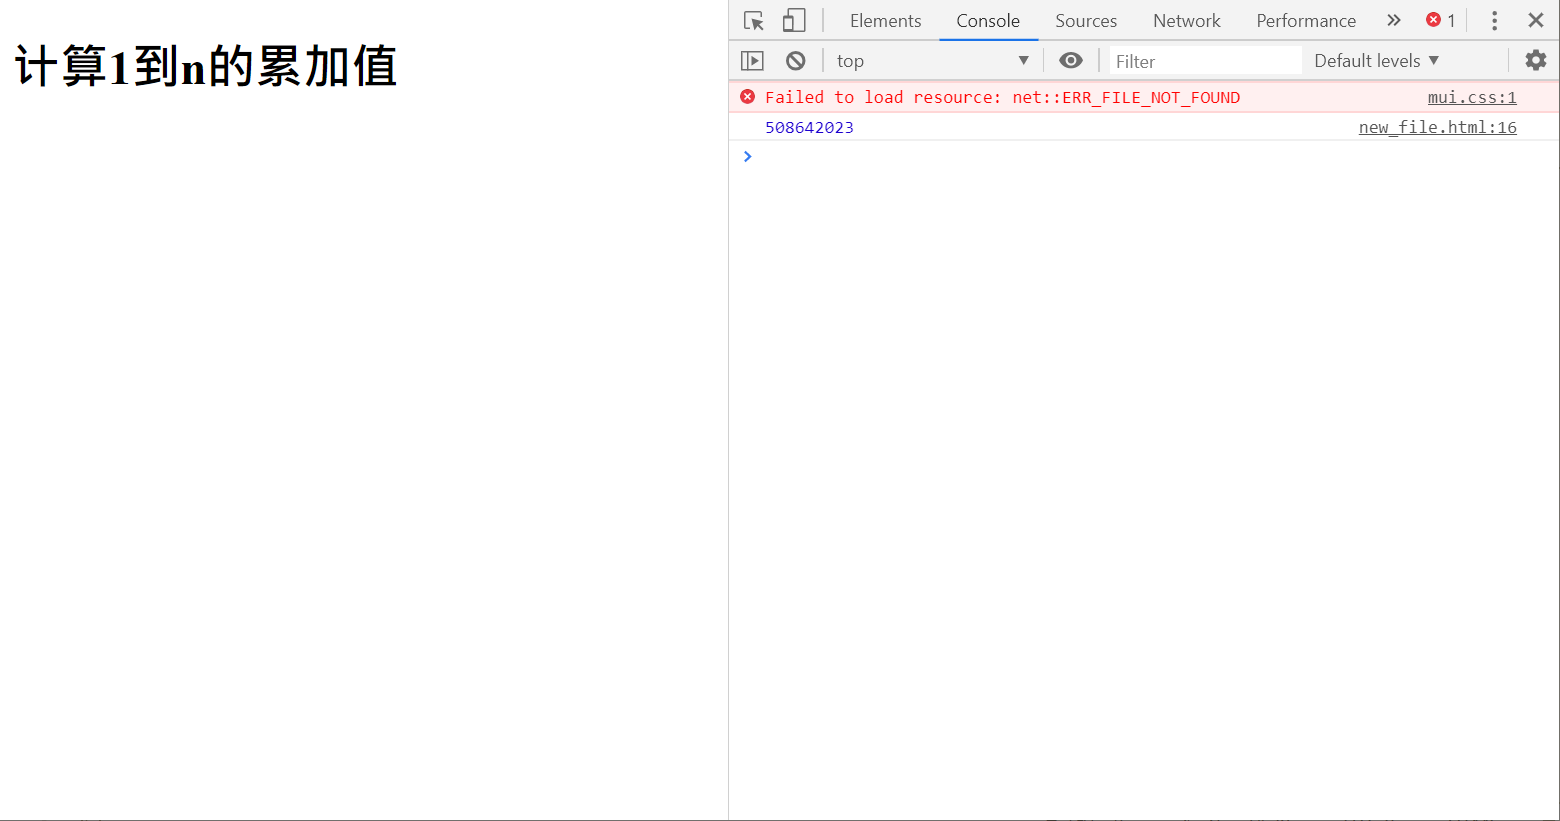 计算1到n的累加值
Elements Console Sources Network Performance » 1
top Filter Default levels
Failed to load resource: net::ERR_FILE_NOT_FOUND mui.css:1
508642023 new_file.html:16